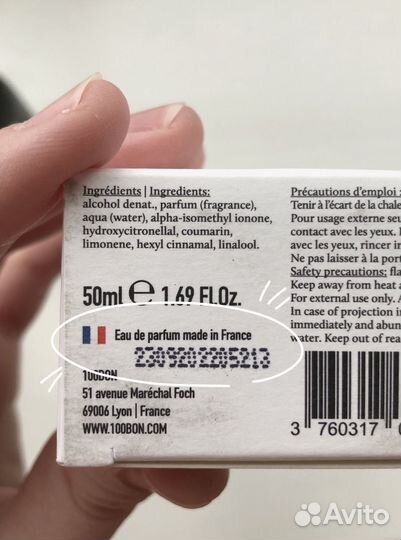 Ingrédients | Ingredients:
alcohol denat., parfum (fragrance),
aqua (water), alpha-isomethyl ionone,
hydroxycitronellal, coumarin,
limonene, hexyl cinnamal, linalool.
50ml ℮ 1.69 FL.Oz.
Eau de parfum made in France
100BON
51 avenue Maréchal Foch
69006 Lyon | France
WWW.100BON.COM
Précautions d'emploi :
Tenir à l'écart de la chale
Pour usage externe seu
contact avec les yeux.
avec les yeux, rincer
Ne pas laisser à la port
Safety precautions: fla
Keep away from heat
For external use only.
In case of projection i
immediately and abun
water. Keep out of rea
3 760317
Avito